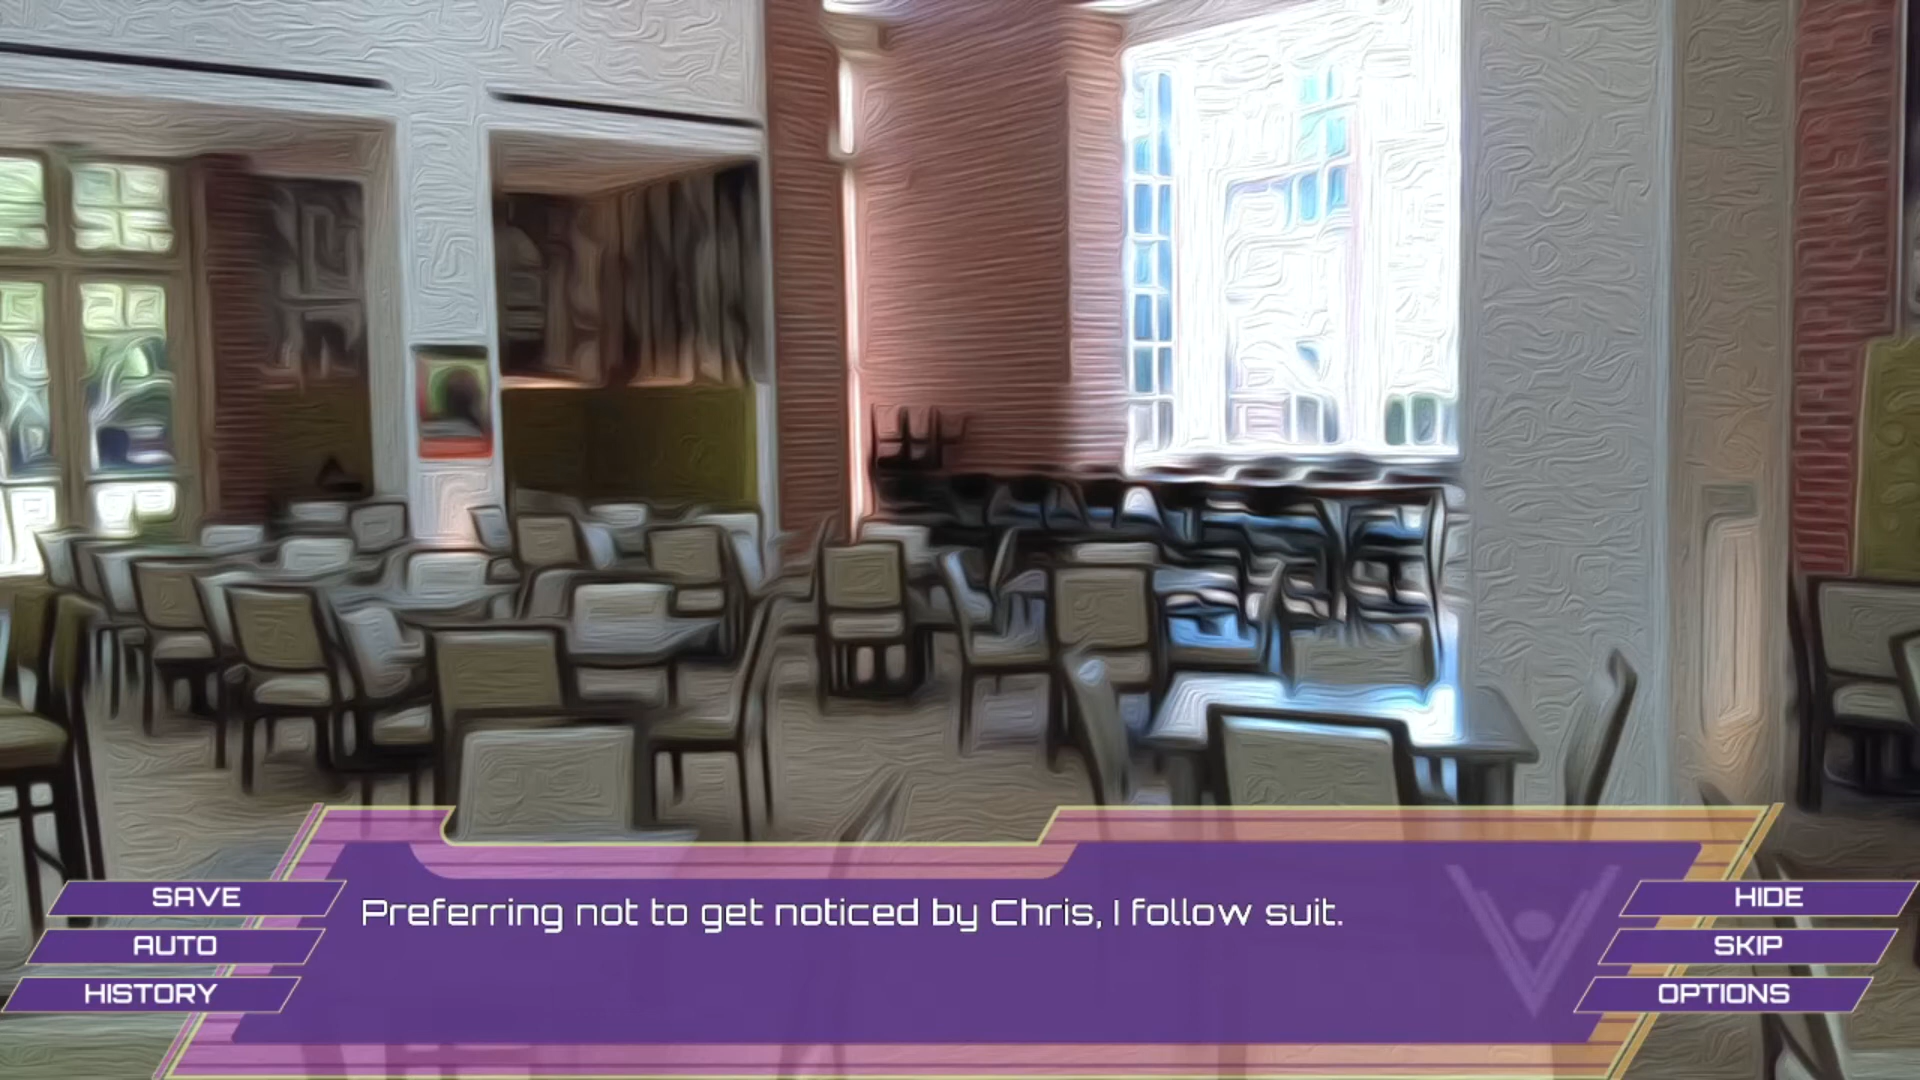 Preferring not to get noticed by Chris, I follow suit.
SAVE
AUTO
HISTORY
HIDE
SKIP
OPTIONS